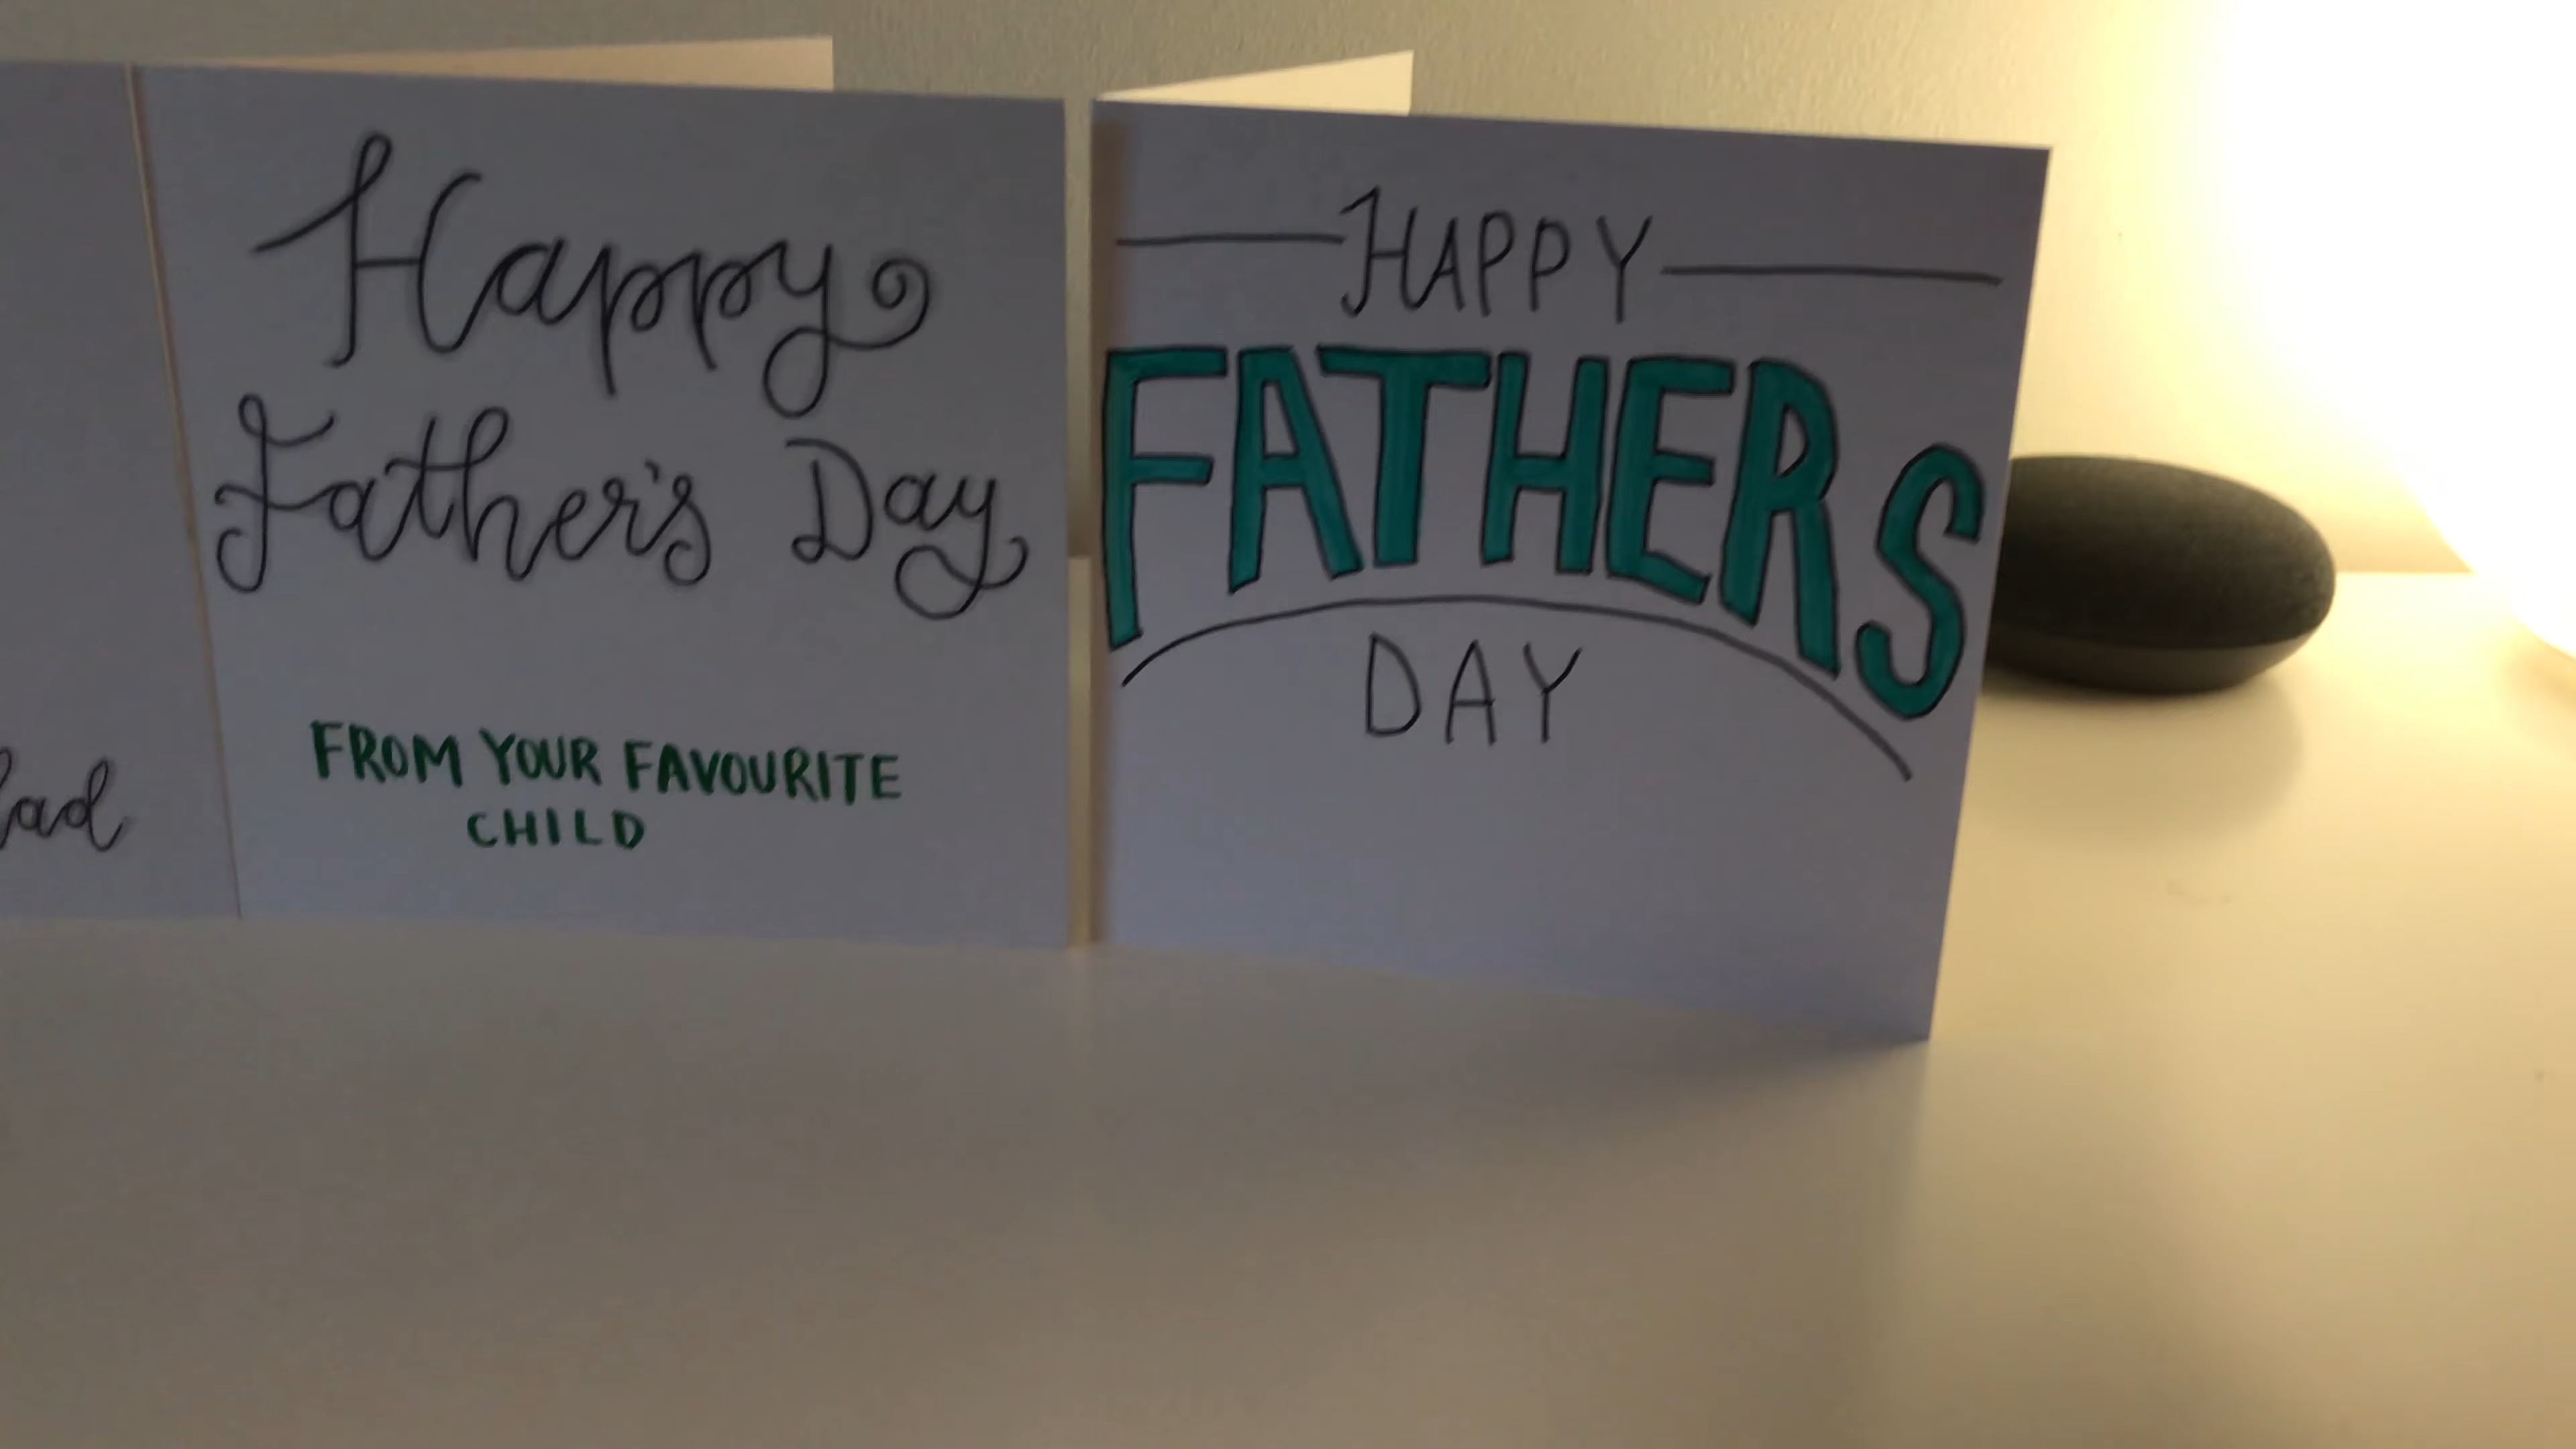 Happy
Father's Day
FROM YOUR FAVOURITE
CHILD
HAPPY
FATHERS
DAY